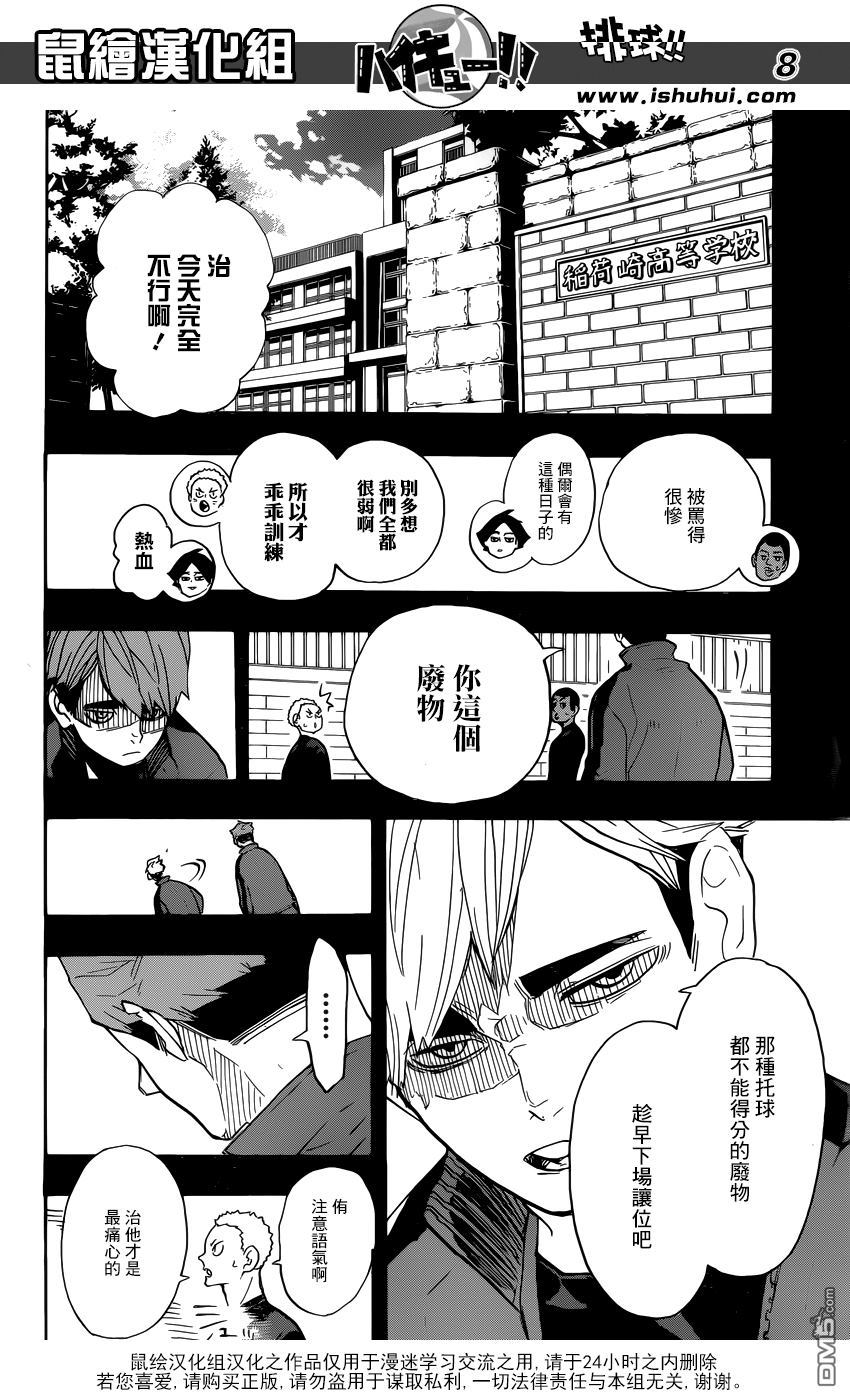 鼠繪漢化組
ハイキュー!!
排球!!
8
www.ishuhui.com
稲荷崎高等学校
治
今天完全
不行啊!
被罵得
很慘
偶爾會有
這種日子的
別多想
我們全都
很弱啊
所以才
乖乖訓練
熱血
你這個
廢物
那種托球
都不能得分的廢物
趁早下場讓位吧
……
侑
注意語氣啊
治他才是
最痛心的
DM5.com
鼠绘汉化组汉化之作品仅用于漫迷学习交流之用, 请于24小时之内删除
若您喜爱, 请购买正版, 请勿盗用于谋取私利, 一切法律责任与本组无关, 谢谢。